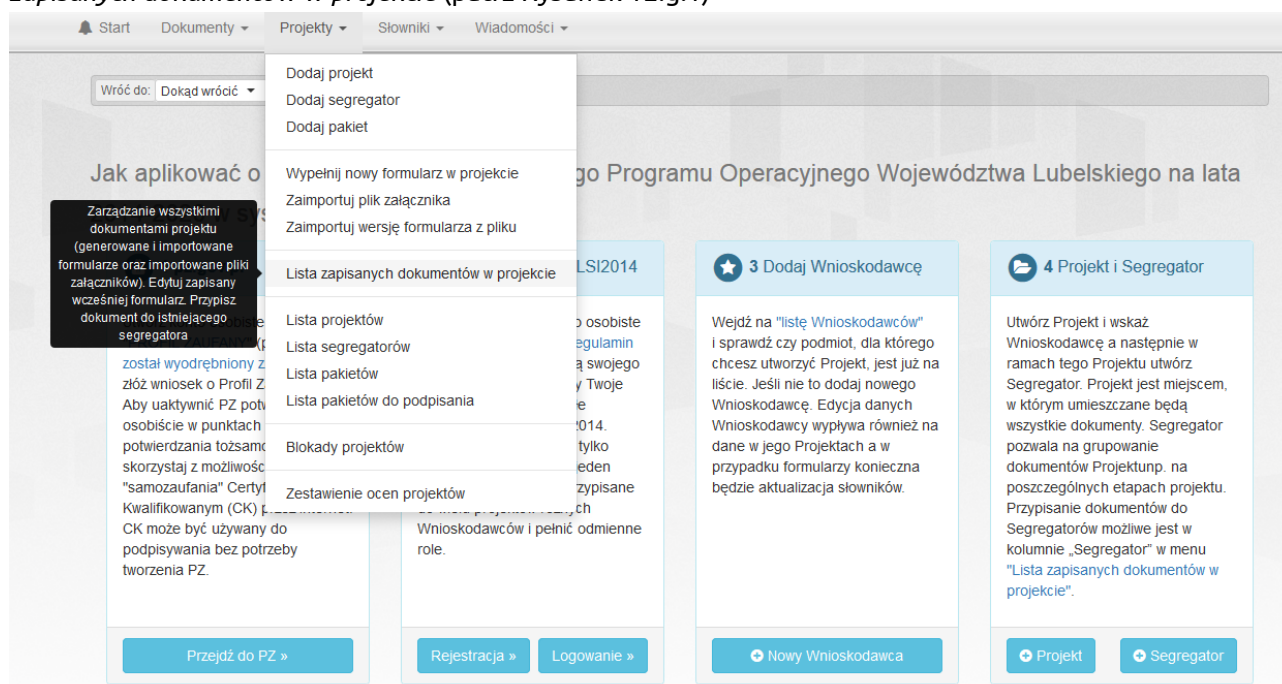 Start Dokumenty Projekty Słowniki Wiadomości
Wróć do: Dokąd wrócić
Dodaj projekt
Dodaj segregator
Dodaj pakiet
Wypełnij nowy formularz w projekcie
Zaimportuj plik załącznika
Zaimportuj wersję formularza z pliku
Lista zapisanych dokumentów w projekcie
Lista projektów
Lista segregatorów
Lista pakietów
Lista pakietów do podpisania
Blokady projektów
Zestawienie ocen projektów
Jak aplikować o go Programu Operacyjnego Województwa Lubelskiego na lata
Zarządzanie wszystkimi
dokumentami projektu
(generowane i importowane
formularze oraz importowane pliki
załączników). Edytuj zapisany
wcześniej formularz. Przypisz
dokument do istniejącego
segregatora
został wyodrębniony z
złóż wniosek o Profil Z
Aby uaktywnić PZ potw
osobiście w punktach
potwierdzania tożsamo
skorzystaj z możliwośc
"samozaufania" Certyf
Kwalifikowanym (CK)
CK może być używany do
podpisywania bez potrzeby
tworzenia PZ.
Przejdź do PZ »
LSI2014
o osobiste
egulamin
ą swojego
y Twoje
e
2014.
tylko
eden
zypisane
Wnioskodawców i pełnić odmienne
role.
Rejestracja » Logowanie »
3 Dodaj Wnioskodawcę
Wejdź na "listę Wnioskodawców"
i sprawdź czy podmiot, dla którego
chcesz utworzyć Projekt, jest już na
liście. Jeśli nie to dodaj nowego
Wnioskodawcę. Edycja danych
Wnioskodawcy wypływa również na
dane w jego Projektach a w
przypadku formularzy konieczna
będzie aktualizacja słowników.
Nowy Wnioskodawca
4 Projekt i Segregator
Utwórz Projekt i wskaż
Wnioskodawcę a następnie w
ramach tego Projektu utwórz
Segregator. Projekt jest miejscem,
w którym umieszczane będą
wszystkie dokumenty. Segregator
pozwala na grupowanie
dokumentów Projektunp. na
poszczególnych etapach projektu.
Przypisanie dokumentów do
Segregatorów możliwe jest w
kolumnie „Segregator" w menu
"Lista zapisanych dokumentów w
projekcie".
Projekt Segregator